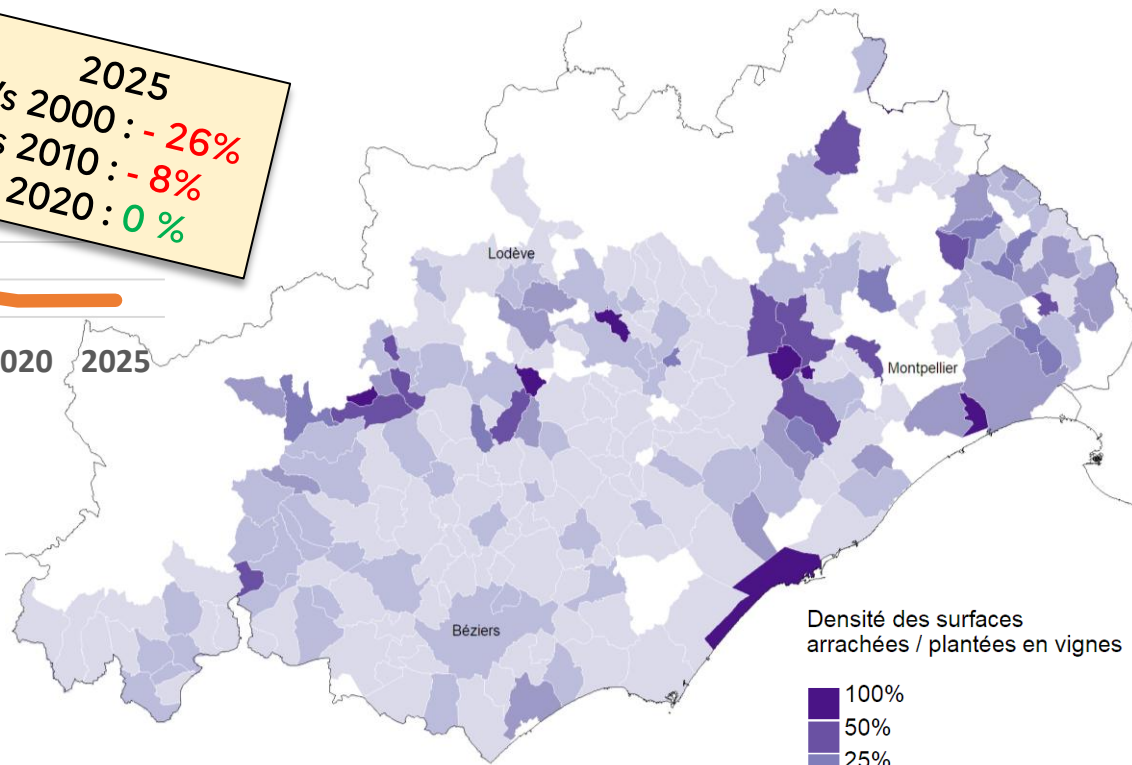 2025
2000 : - 26%
2010 : - 8%
2020 : 0 %
020 2025
Lodève
Montpellier
Béziers
Densité des surfaces
arrachées / plantées en vignes
100%
50%
25%